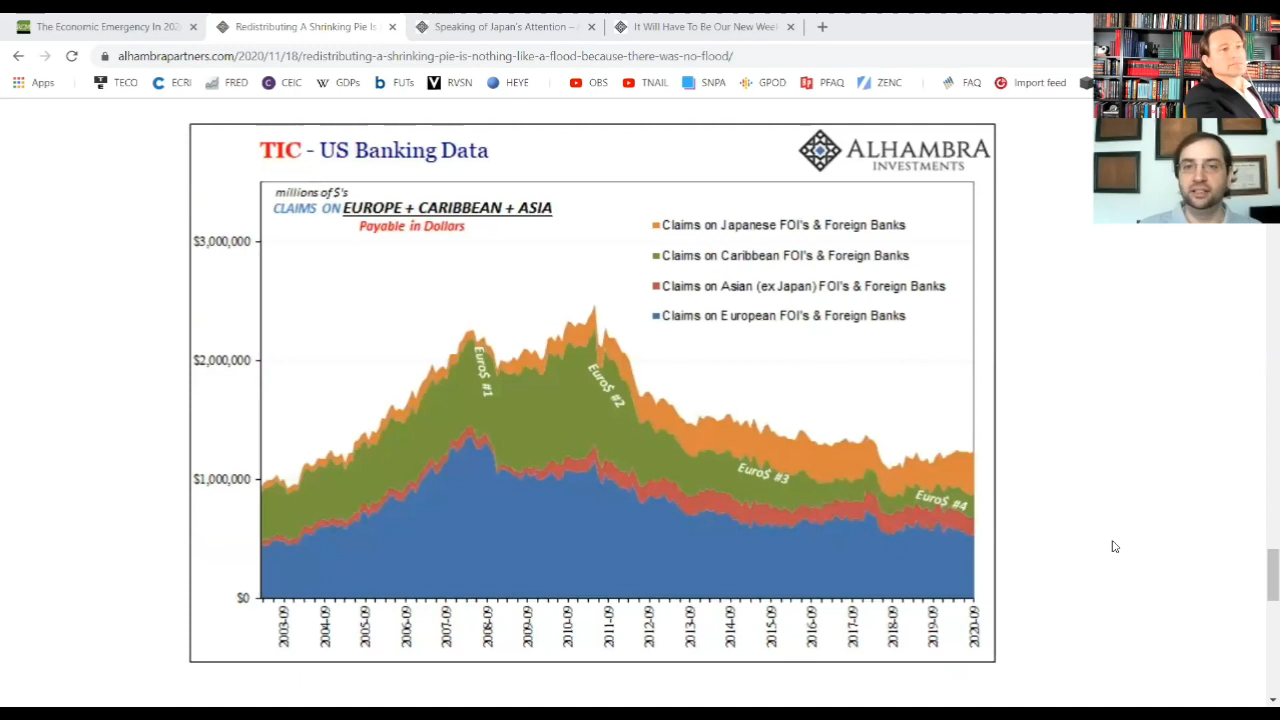 The Economic Emergency In 202
Redistributing A Shrinking Pie Is
Speaking of Japan's Attention –
It Will Have To Be Our New Week
alhambrapartners.com/2020/11/18/redistributing-a-shrinking-pie-is-nothing-like-a-flood-because-there-was-no-flood/
Apps
TECO
ECRI
FRED
CEIC
GDPs
BUTs
HEYE
OBS
TNAIL
SNPA
iPOD
PPAQ
ZENC
FAQ
Import feed
TIC - US Banking Data
ALHAMBRA
INVESTMENTS
millions of $'s
CLAIMS ON EUROPE + CARIBBEAN + ASIA
Payable in Dollars
Claims on Japanese FOI's & Foreign Banks
Claims on Caribbean FOI's & Foreign Banks
Claims on Asian (ex Japan) FOI's & Foreign Banks
Claims on European FOI's & Foreign Banks
$3,000,000
$2,000,000
$1,000,000
$0
Euro$ #1
Euro$ #2
Euro$ #3
Euro$ #4
2003-09
2004-09
2005-09
2006-09
2007-09
2008-09
2009-09
2010-09
2011-09
2012-09
2013-09
2014-09
2015-09
2016-09
2017-09
2018-09
2019-09
2020-09